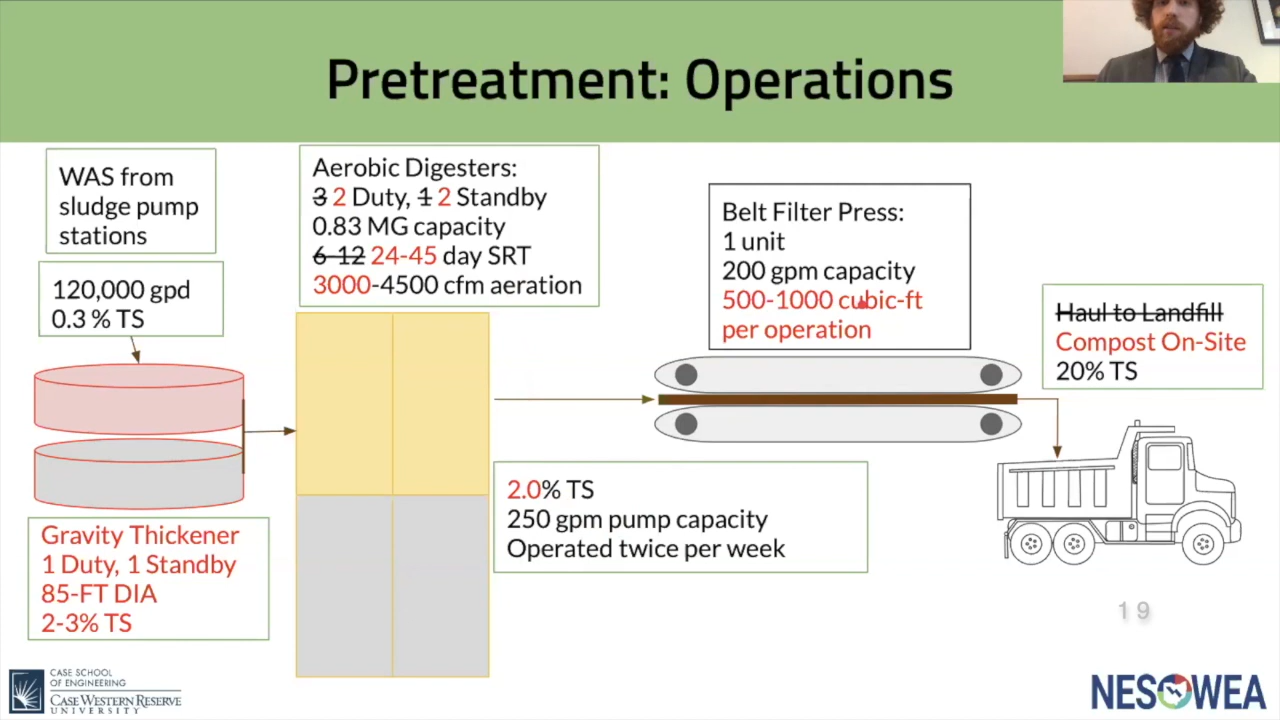 Pretreatment: Operations
WAS from
sludge pump
stations
120,000 gpd
0.3 % TS
Aerobic Digesters:
3 2 Duty, 1 2 Standby
0.83 MG capacity
6-12 24-45 day SRT
3000-4500 cfm aeration
Belt Filter Press:
1 unit
200 gpm capacity
500-1000 cubic-ft
per operation
Haul to Landfill
Compost On-Site
20% TS
2.0% TS
250 gpm pump capacity
Operated twice per week
Gravity Thickener
1 Duty, 1 Standby
85-FT DIA
2-3% TS
19
CASE SCHOOL
OF ENGINEERING
CASE WESTERN RESERVE
UNIVERSITY
NESOWEA